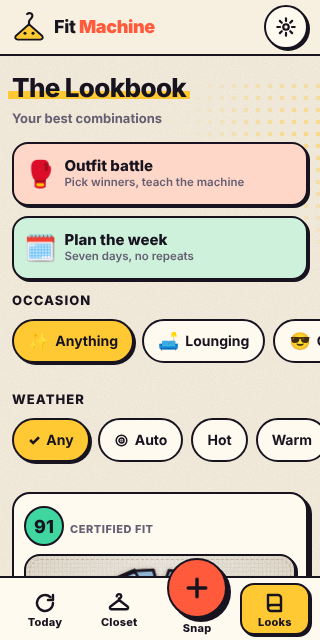 Fit Machine
The Lookbook
Your best combinations
Outfit battle
Pick winners, teach the machine
Plan the week
Seven days, no repeats
OCCASION
Anything
Lounging
WEATHER
Any
Auto
Hot
Warm
91 CERTIFIED FIT
Today
Closet
Snap
Looks